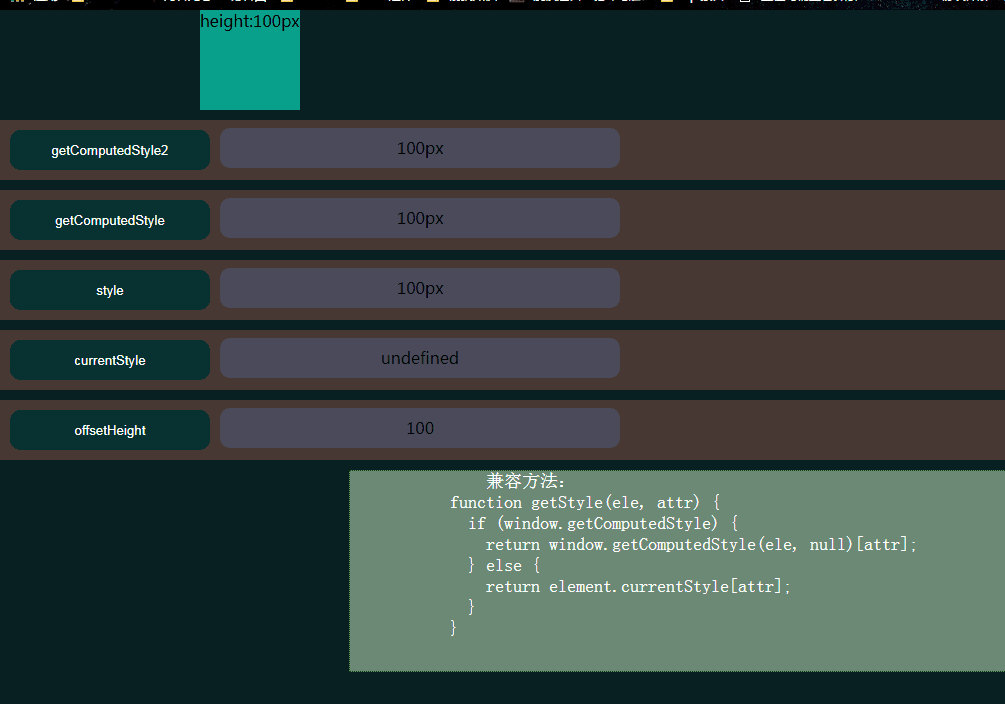 height:100px
getComputedStyle2 100px
getComputedStyle 100px
style 100px
currentStyle undefined
offsetHeight 100
兼容方法：
function getStyle(ele, attr) {
if (window.getComputedStyle) {
return window.getComputedStyle(ele, null)[attr];
} else {
return element.currentStyle[attr];
}
}